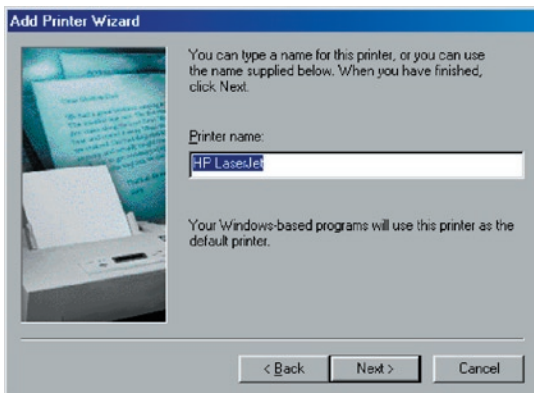 Add Printer Wizard
You can type a name for this printer, or you can use
the name supplied below. When you have finished,
click Next.
Printer name:
HP LaserJet
Your Windows-based programs will use this printer as the
default printer.
< Back
Next >
Cancel